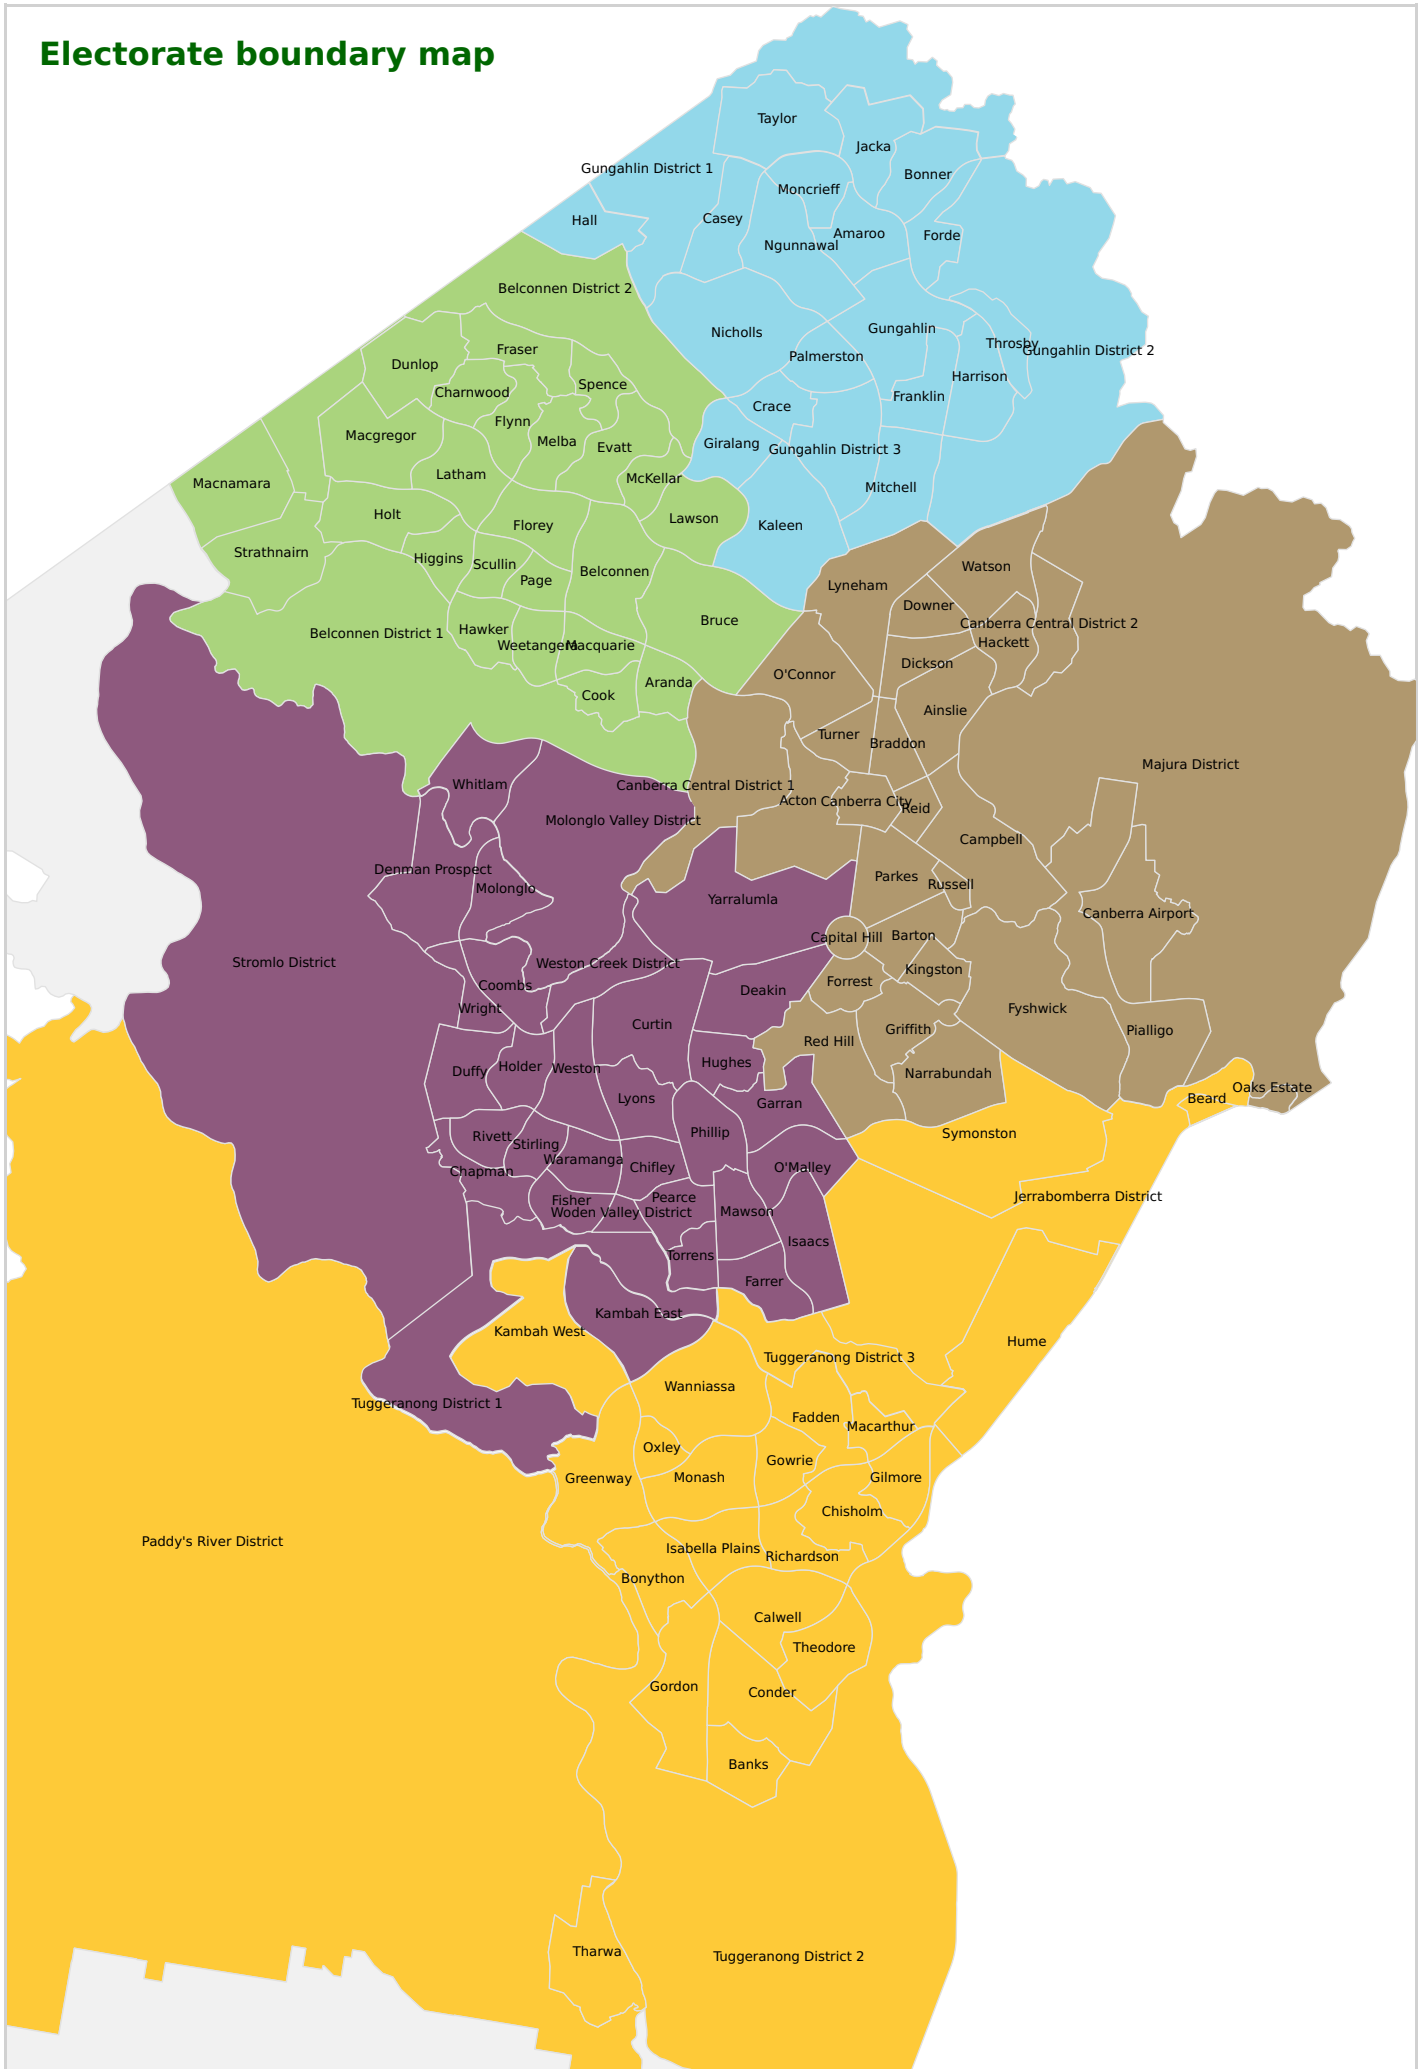 Electorate boundary map
Taylor
Jacka
Gungahlin District 1
Bonner
Moncrieff
Hall
Casey
Amaroo
Forde
Ngunnawal
Belconnen District 2
Nicholls
Gungahlin
Throsby
Gungahlin District 2
Fraser
Palmerston
Dunlop
Harrison
Spence
Charnwood
Franklin
Crace
Flynn
Macgregor
Melba
Giralang
Evatt
Gungahlin District 3
Latham
McKellar
Macnamara
Mitchell
Holt
Lawson
Florey
Kaleen
Strathnairn
Higgins
Scullin
Watson
Belconnen
Page
Lyneham
Downer
Bruce
Canberra Central District 2
Hawker
Belconnen District 1
Hackett
Weetangera
Macquarie
Dickson
O'Connor
Aranda
Cook
Ainslie
Turner
Braddon
Majura District
Whitlam
Canberra Central District 1
Acton
Canberra City
Reid
Molonglo Valley District
Campbell
Denman Prospect
Parkes
Russell
Molonglo
Yarralumla
Canberra Airport
Capital Hill
Barton
Stromlo District
Weston Creek District
Kingston
Forrest
Coombs
Deakin
Wright
Fyshwick
Curtin
Griffith
Pialligo
Red Hill
Hughes
Holder
Weston
Duffy
Narrabundah
Oaks Estate
Lyons
Beard
Garran
Phillip
Symonston
Rivett
Stirling
Waramanga
Chifley
O'Malley
Chapman
Pearce
Jerrabomberra District
Fisher
Woden Valley District
Mawson
Isaacs
Torrens
Farrer
Kambah East
Kambah West
Hume
Tuggeranong District 3
Wanniassa
Tuggeranong District 1
Fadden
Macarthur
Oxley
Gowrie
Greenway
Monash
Gilmore
Chisholm
Paddy's River District
Isabella Plains
Richardson
Bonython
Calwell
Theodore
Gordon
Conder
Banks
Tharwa
Tuggeranong District 2